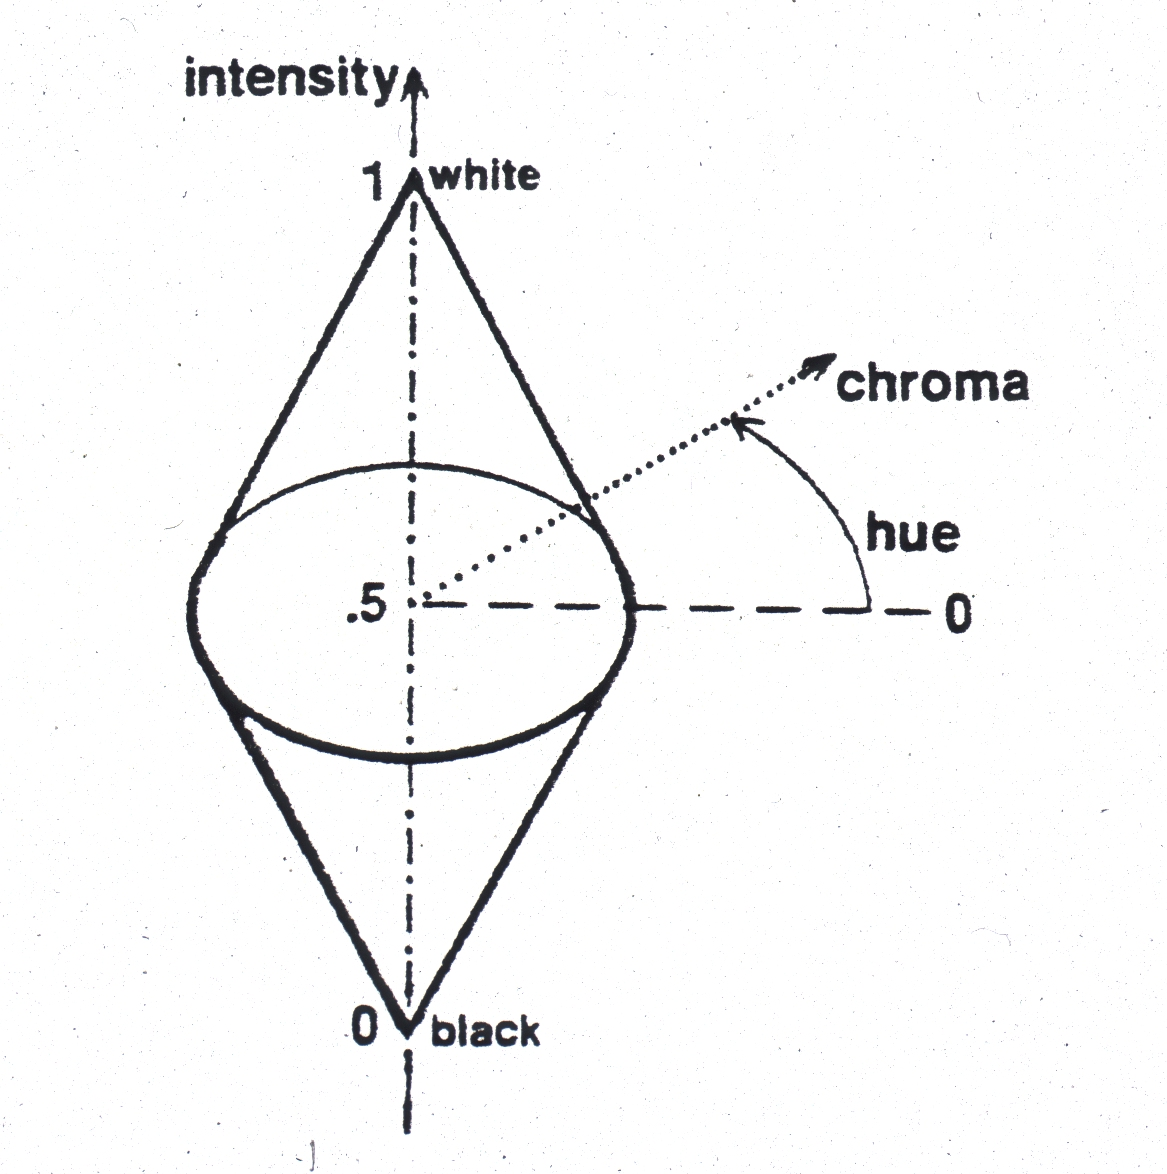 intensity
1 white
chroma
hue
.5
0
0 black